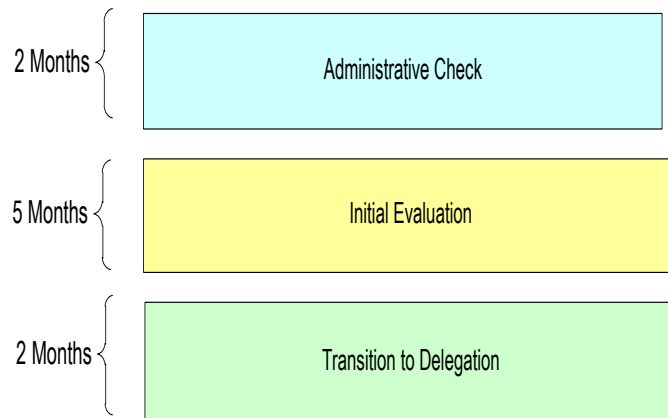 2 Months
Administrative Check
5 Months
Initial Evaluation
2 Months
Transition to Delegation